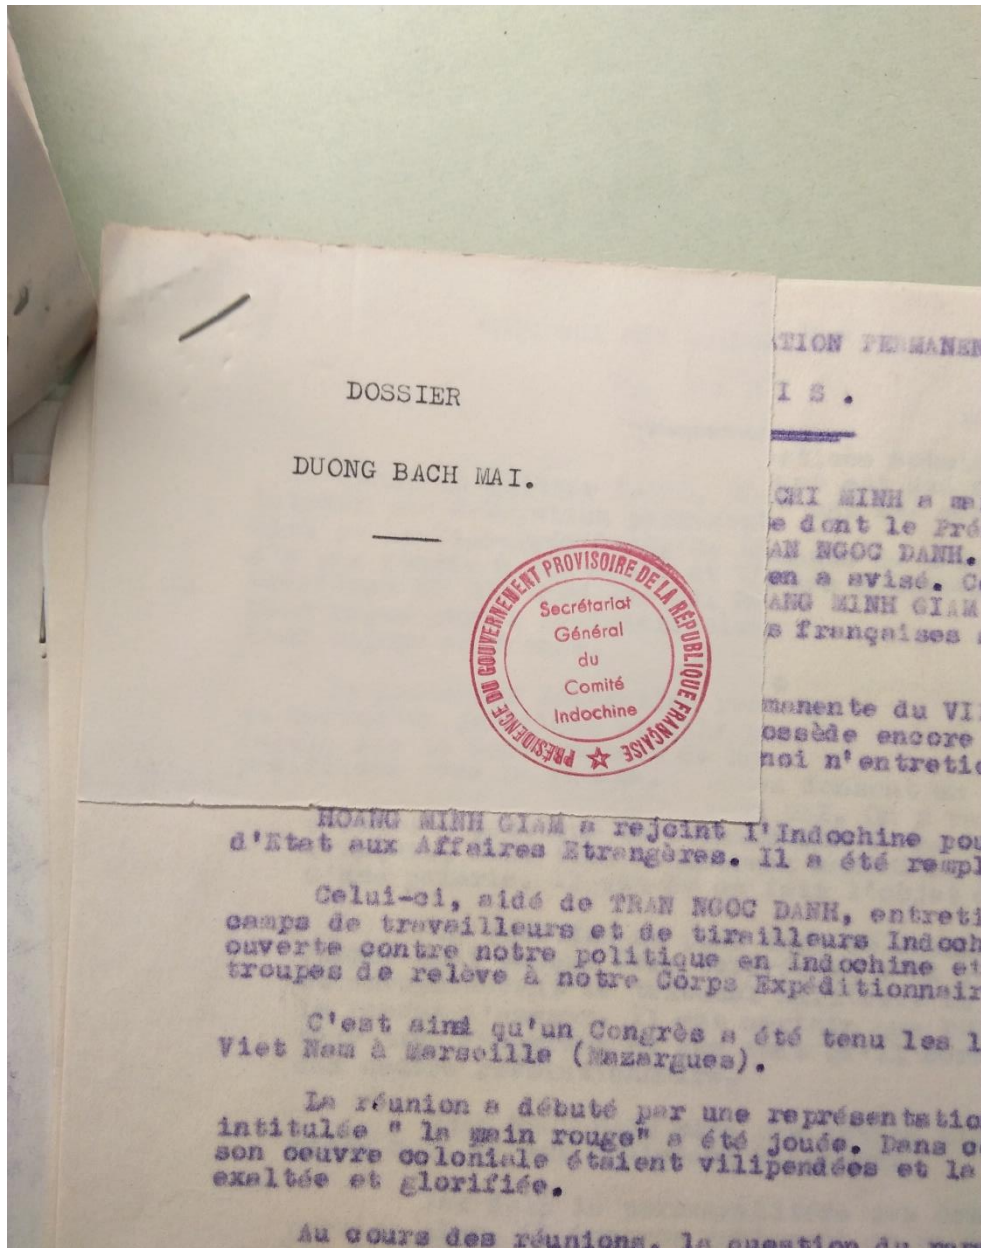 DOSSIER
DUONG BACH MAI.
PRÉSIDENCE DU GOUVERNEMENT PROVISOIRE DE LA RÉPUBLIQUE FRANÇAISE
Secrétariat
Général
du
Comité
Indochine
ATION PERMANEN
I S .
CHI MINH a
e dont le Pré
AN NGOC DANH.
en a avisé. C
ANG MINH GIAM
s françaises
manente du VI
ossède encore
noi n'entreti
HOANG MINH GIAM a rejoint l'Indochine pou
d'Etat aux Affaires Etrangères. Il a été rempl
Celui-ci, aidé de TRAN NGOC DANH, entreti
camps de travailleurs et de tirailleurs Indoch
ouverte contre notre politique en Indochine et
troupes de relève à notre Corps Expéditionnair
C'est ainsi qu'un Congrès a été tenu les 1
Viet Nam à Marseille (Mazargues).
La réunion a débuté par une représentatio
intitulée " la main rouge" a été jouée. Dans c
son oeuvre coloniale étaient vilipendées et la
exaltée et glorifiée.
Au cours des réunions, la question du